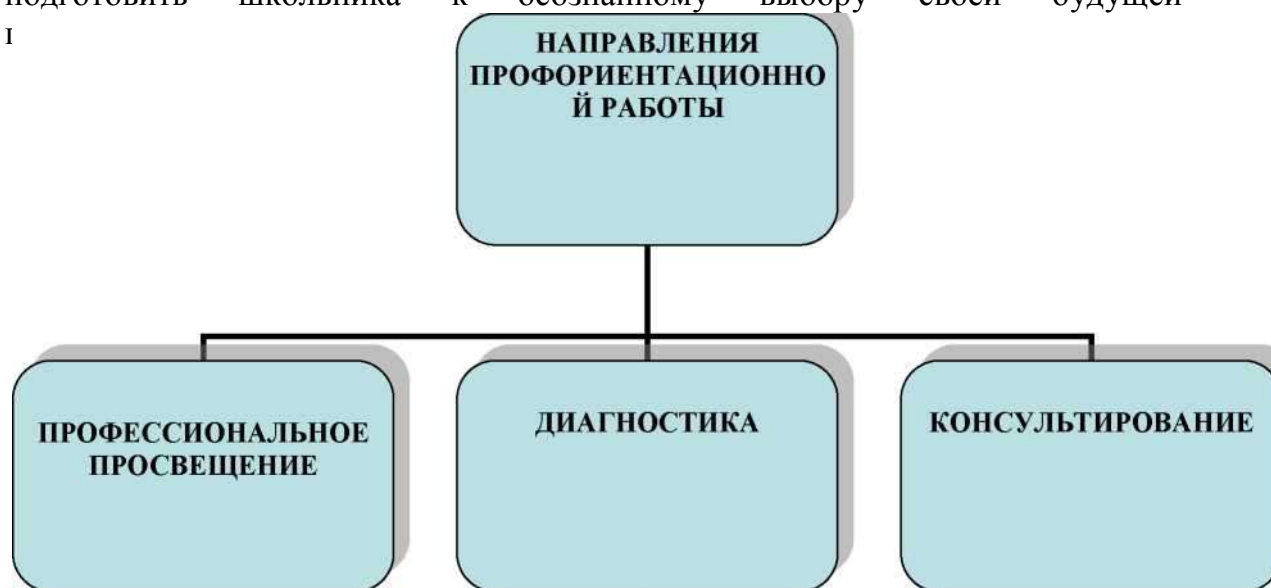 подготовить школьника к осознанному выбору своей будущей
НАПРАВЛЕНИЯ
ПРОФОРИЕНТАЦИОННО
Й РАБОТЫ
ПРОФЕССИОНАЛЬНОЕ
ПРОСВЕЩЕНИЕ
ДИАГНОСТИКА
КОНСУЛЬТИРОВАНИЕ